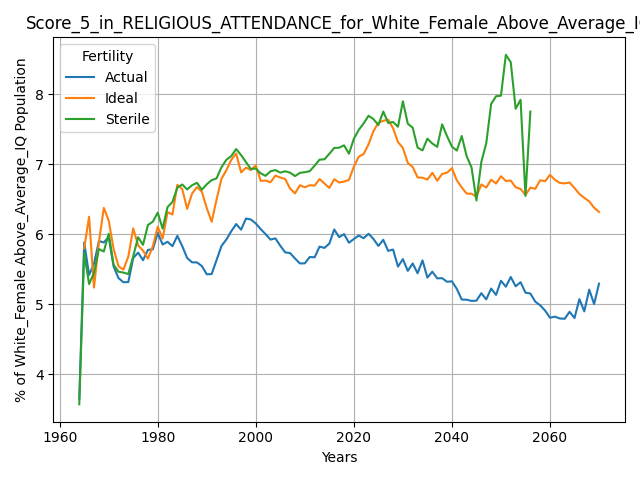 Score_5_in_RELIGIOUS_ATTENDANCE_for_White_Female_Above_Average_I
% of White_Female Above_Average_IQ Population
Fertility
Actual
Ideal
Sterile
8
7
6
5
4
1960
1980
2000
2020
2040
2060
Years